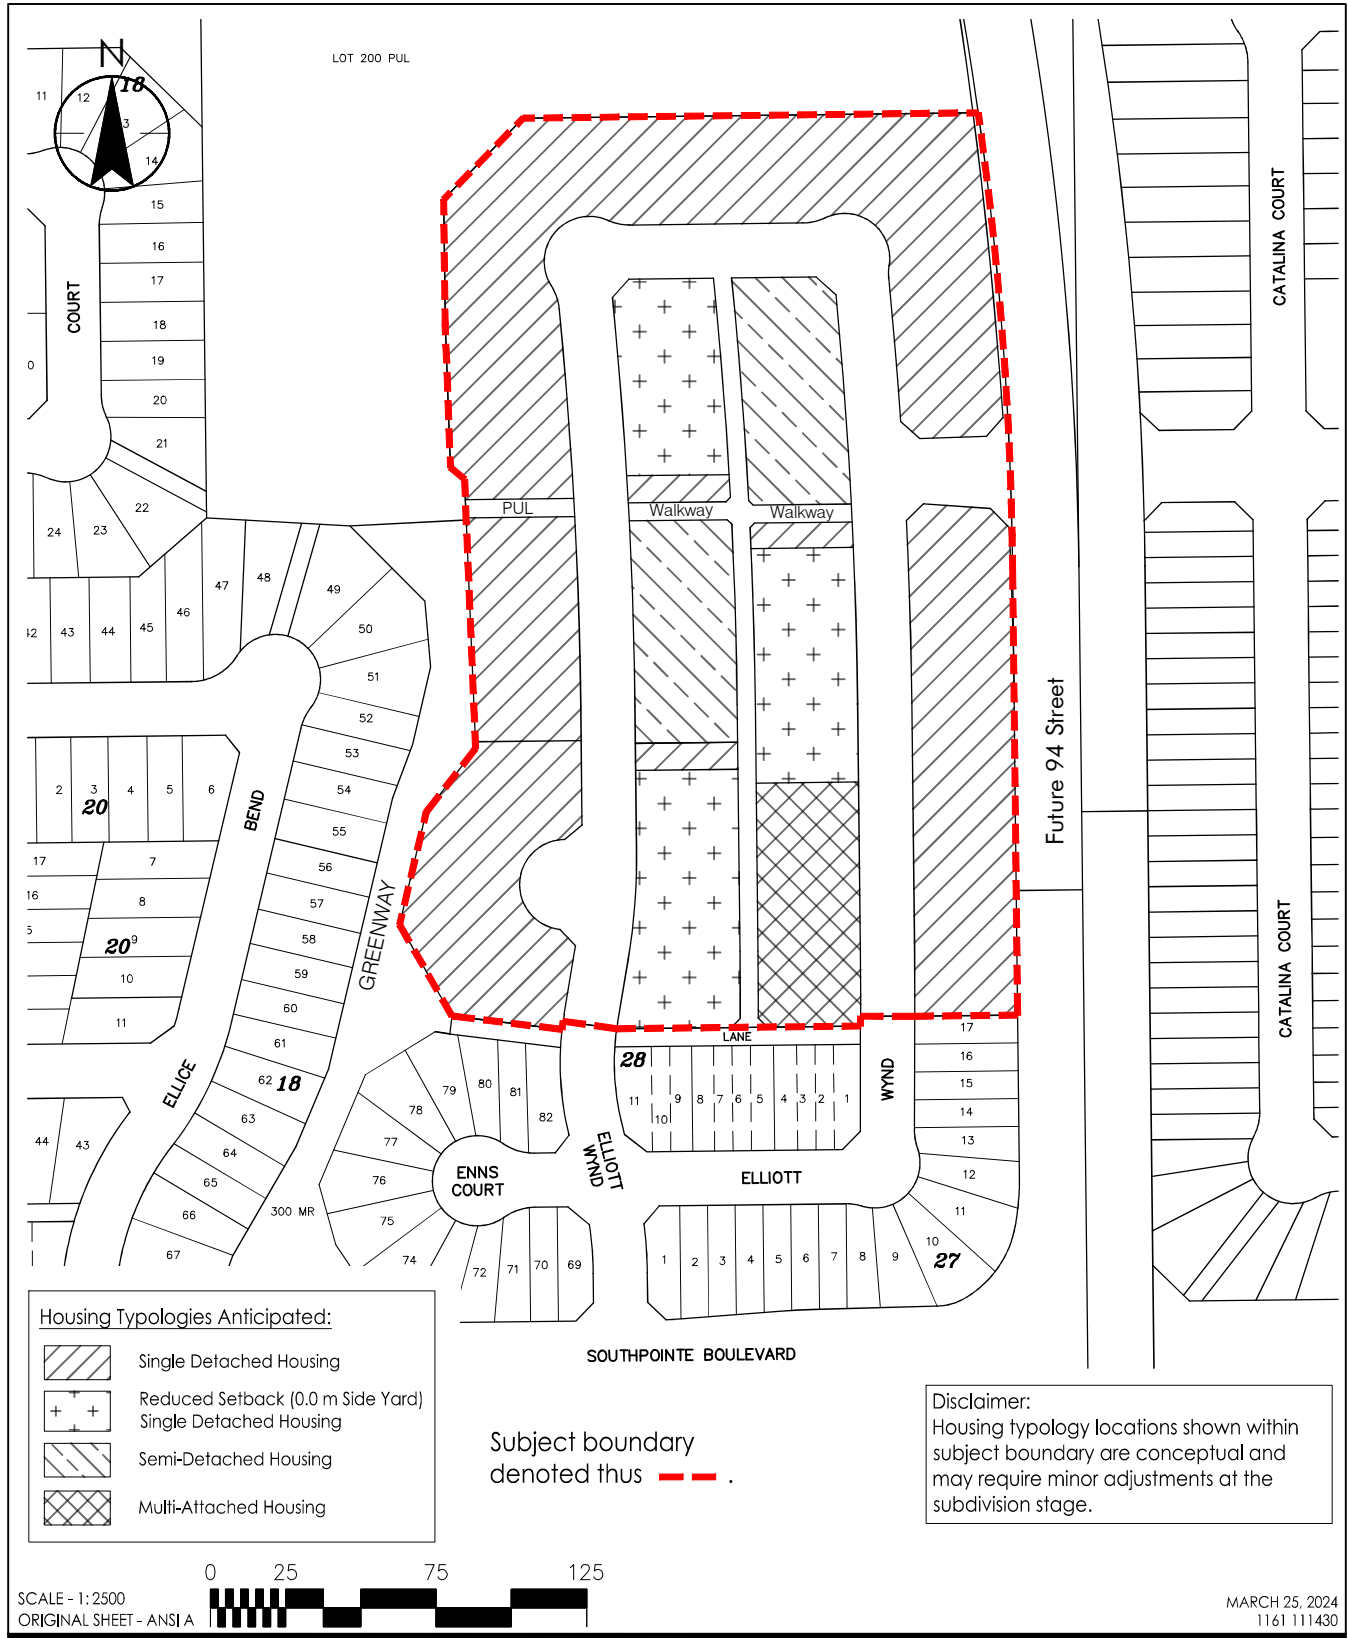 LOT 200 PUL
N
18
11
12
3
14
15
16
17
18
19
20
21
22
23
24
0
COURT
CATALINA COURT
PUL
Walkway
Walkway
42
43
44
45
46
47
48
49
50
51
52
53
54
55
56
57
58
59
60
61
62
18
63
64
65
66
67
2
3
4
5
6
20
BEND
17
7
16
8
5
9
20
10
11
ELLICE
44
43
GREENWAY
Future 94 Street
CATALINA COURT
LANE
28
11
10
9
8
7
6
5
4
3
2
1
WYND
17
16
15
14
13
12
11
10
27
79
80
81
82
78
77
76
75
74
72
71
70
69
ENNS
COURT
ELLIOTT
WYND
ELLIOTT
300 MR
1
2
3
4
5
6
7
8
9
SOUTHPOINTE BOULEVARD
Housing Typologies Anticipated:
Single Detached Housing
Reduced Setback (0.0 m Side Yard)
Single Detached Housing
Semi-Detached Housing
Multi-Attached Housing
Subject boundary
denoted thus .
Disclaimer:
Housing typology locations shown within
subject boundary are conceptual and
may require minor adjustments at the
subdivision stage.
0 25 75 125
SCALE - 1: 2500
ORIGINAL SHEET - ANSI A
MARCH 25, 2024
1161 111430